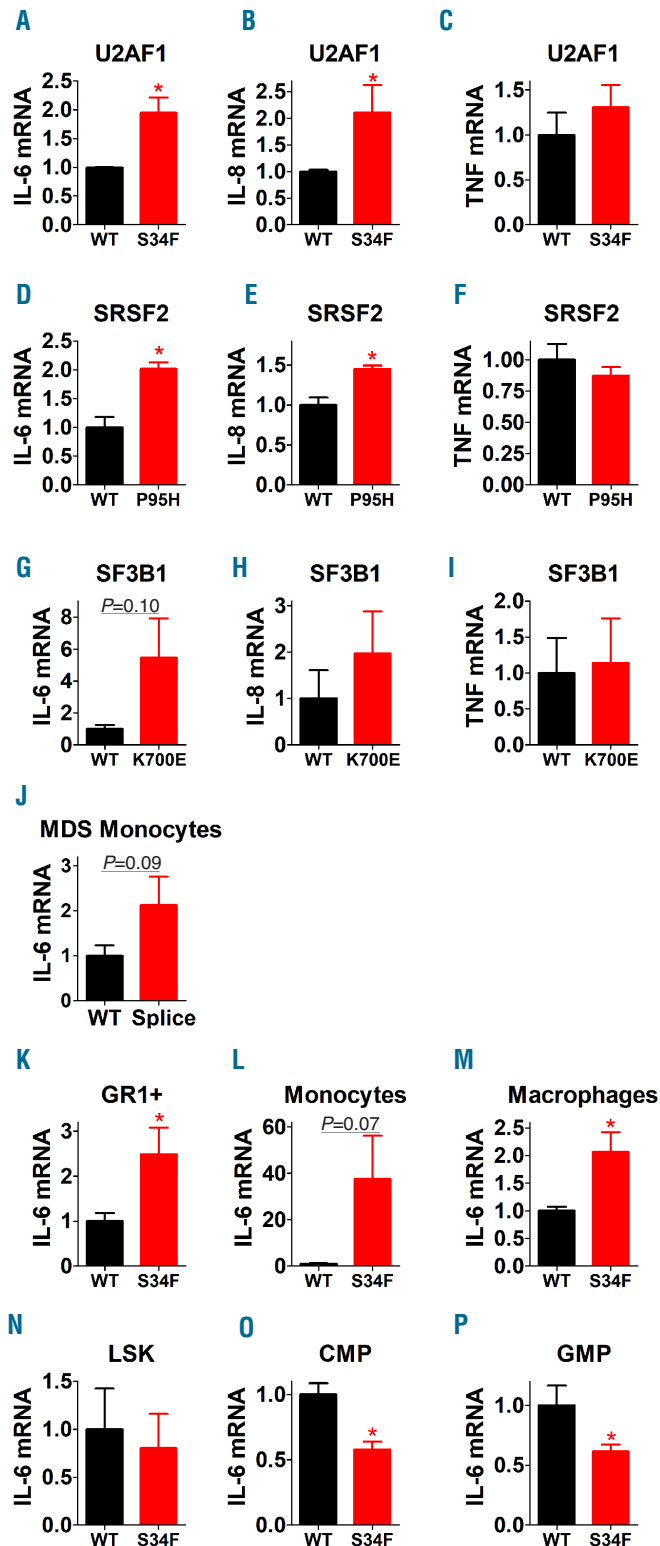 A
B
C
U2AF1
U2AF1
U2AF1
IL-6 mRNA
2.5
2.0
1.5
1.0
0.5
0.0
*
WT
S34F
IL-8 mRNA
2.5
2.0
1.5
1.0
0.5
0.0
*
WT
S34F
TNF mRNA
1.5
1.0
0.5
WT
S34F
D
E
F
SRSF2
SRSF2
SRSF2
IL-6 mRNA
2.5
2.0
1.5
1.0
0.5
0.0
*
WT
P95H
IL-8 mRNA
1.5
1.0
0.5
0.0
*
WT
P95H
TNF mRNA
1.00
0.75
0.50
0.25
0.00
WT
P95H
G
H
I
SF3B1
SF3B1
SF3B1
IL-6 mRNA
8
6
4
2
0
P=0.10
WT
K700E
IL-8 mRNA
3
2
1
0
WT
K700E
TNF mRNA
2.0
1.5
1.0
0.5
0.0
WT
K700E
J
MDS Monocytes
IL-6 mRNA
3
2
1
0
P=0.09
WT
Splice
K
L
M
GR1+
Monocytes
Macrophages
IL-6 mRNA
3
2
1
0
*
WT
S34F
IL-6 mRNA
60
40
20
0
P=0.07
WT
S34F
IL-6 mRNA
2.5
2.0
1.5
1.0
0.5
0.0
*
WT
S34F
N
O
P
LSK
CMP
GMP
IL-6 mRNA
1.5
1.0
0.5
0.0
WT
S34F
IL-6 mRNA
1.0
0.5
0.0
*
WT
S34F
IL-6 mRNA
1.0
0.5
0.0
*
WT
S34F